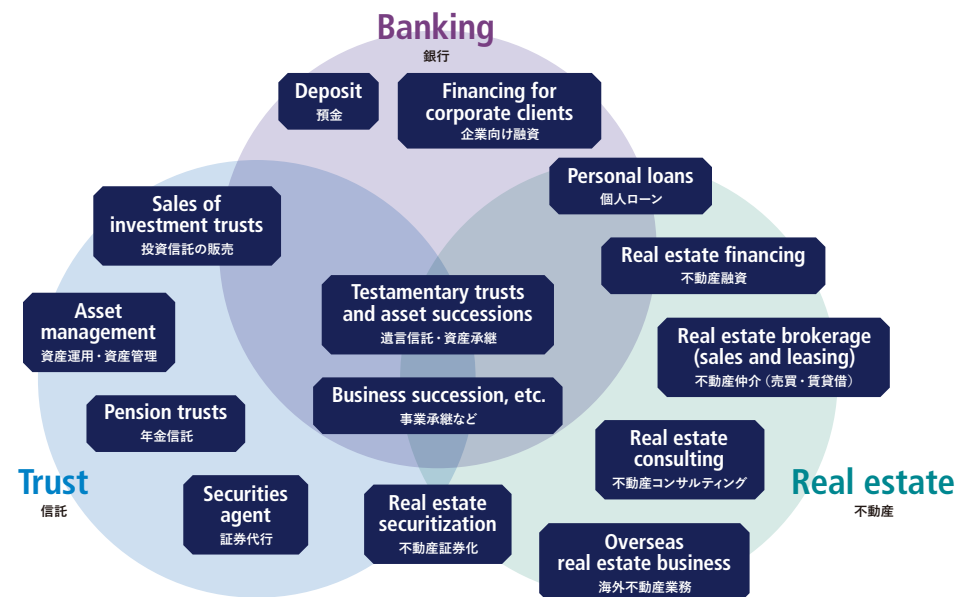 Banking
銀行
Deposit
預金
Financing for
corporate clients
企業向け融資
Personal loans
個人ローン
Sales of
investment trusts
投資信託の販売
Real estate financing
不動産融資
Testamentary trusts
and asset successions
遺言信託・資産承継
Asset
management
資産運用・資産管理
Real estate brokerage
(sales and leasing)
不動産仲介（売買・賃貸借）
Business succession, etc.
事業承継など
Pension trusts
年金信託
Real estate
consulting
不動産コンサルティング
Trust
信託
Real estate
不動産
Securities
agent
証券代行
Real estate
securitization
不動産証券化
Overseas
real estate business
海外不動産業務